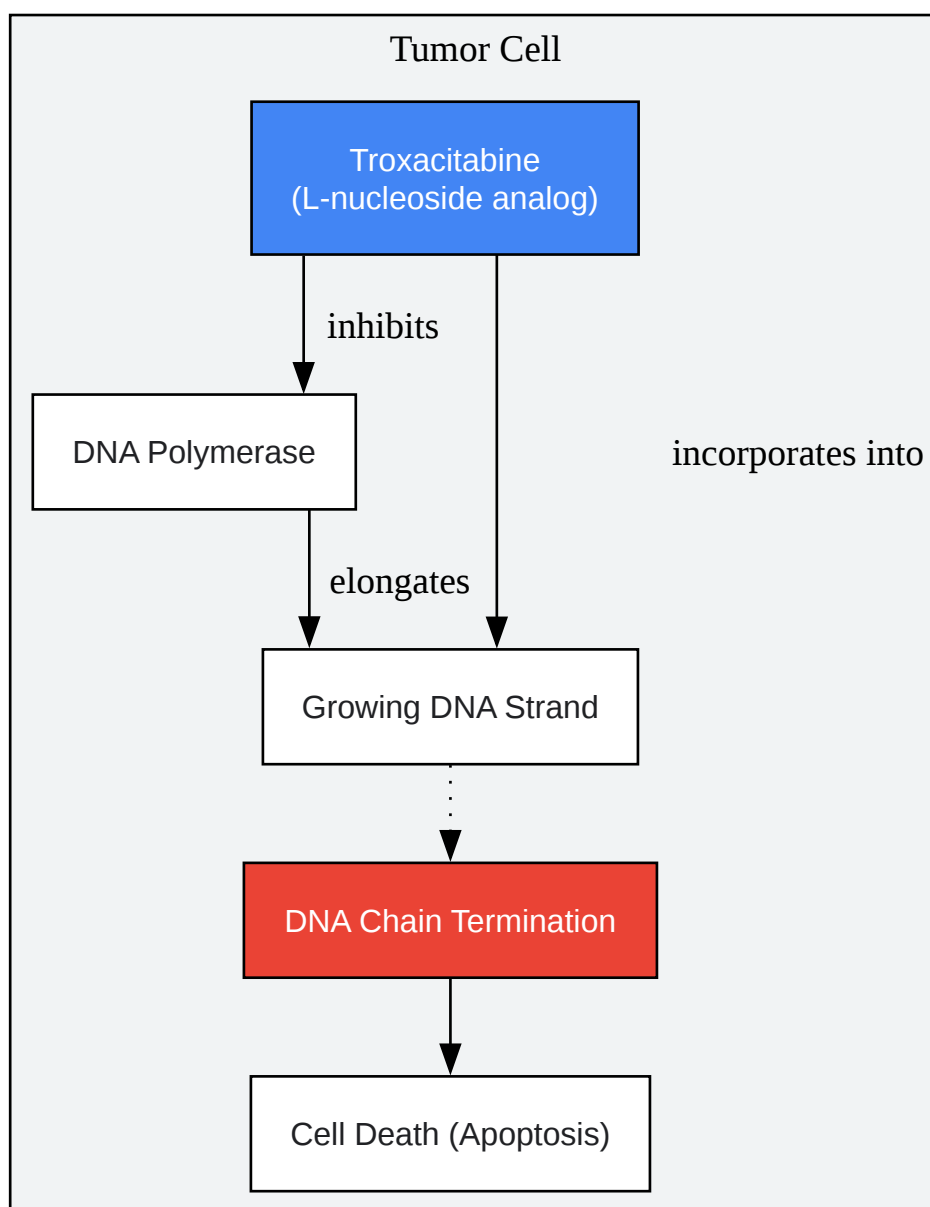 Tumor Cell
Troxacitabine
(L-nucleoside analog)
inhibits
DNA Polymerase
incorporates into
elongates
Growing DNA Strand
DNA Chain Termination
Cell Death (Apoptosis)